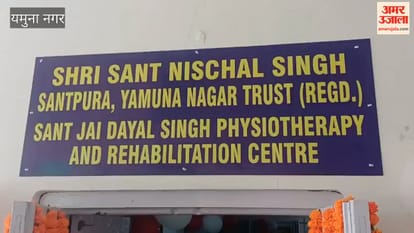 यमुना नगर
अमर उजाला
amarujala.com
SHRI SANT NISCHAL SINGH
SANTPURA, YAMUNA NAGAR TRUST (REGD.)
SANT JAI DAYAL SINGH PHYSIOTHERAPY
AND REHABILITATION CENTRE